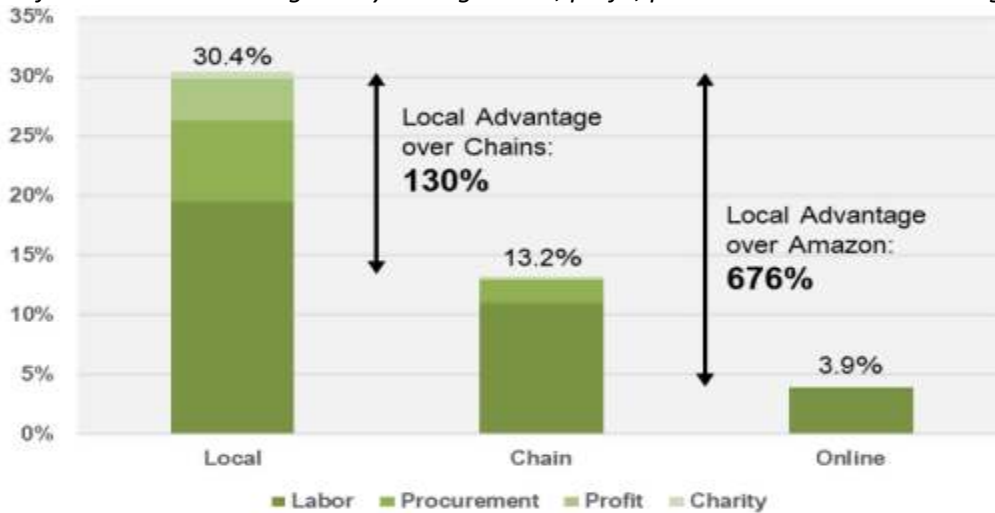 35%
30.4%
30%
Local Advantage
over Chains:
130%
25%
20%
Local Advantage
over Amazon:
676%
15%
13.2%
10%
5%
3.9%
0%
Local Chain Online
Labor Procurement Profit Charity